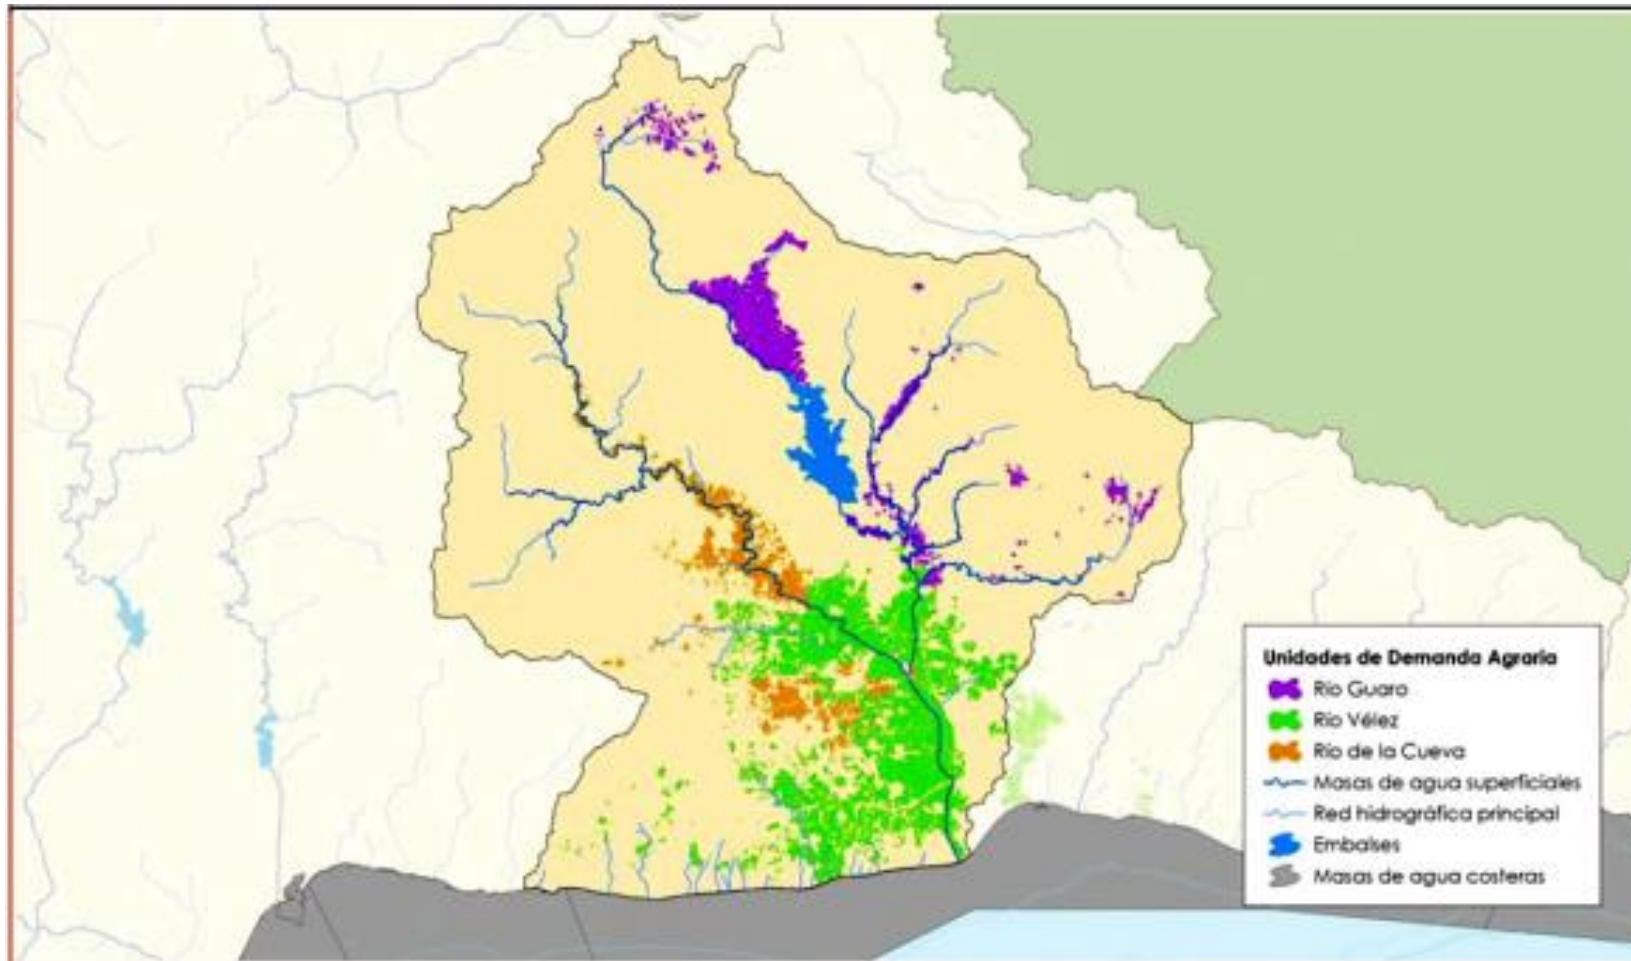 Unidades de Demanda Agraria
Río Guaro
Río Vélez
Río de la Cueva
Masas de agua superficiales
Red hidrográfica principal
Embalses
Masas de agua costeras